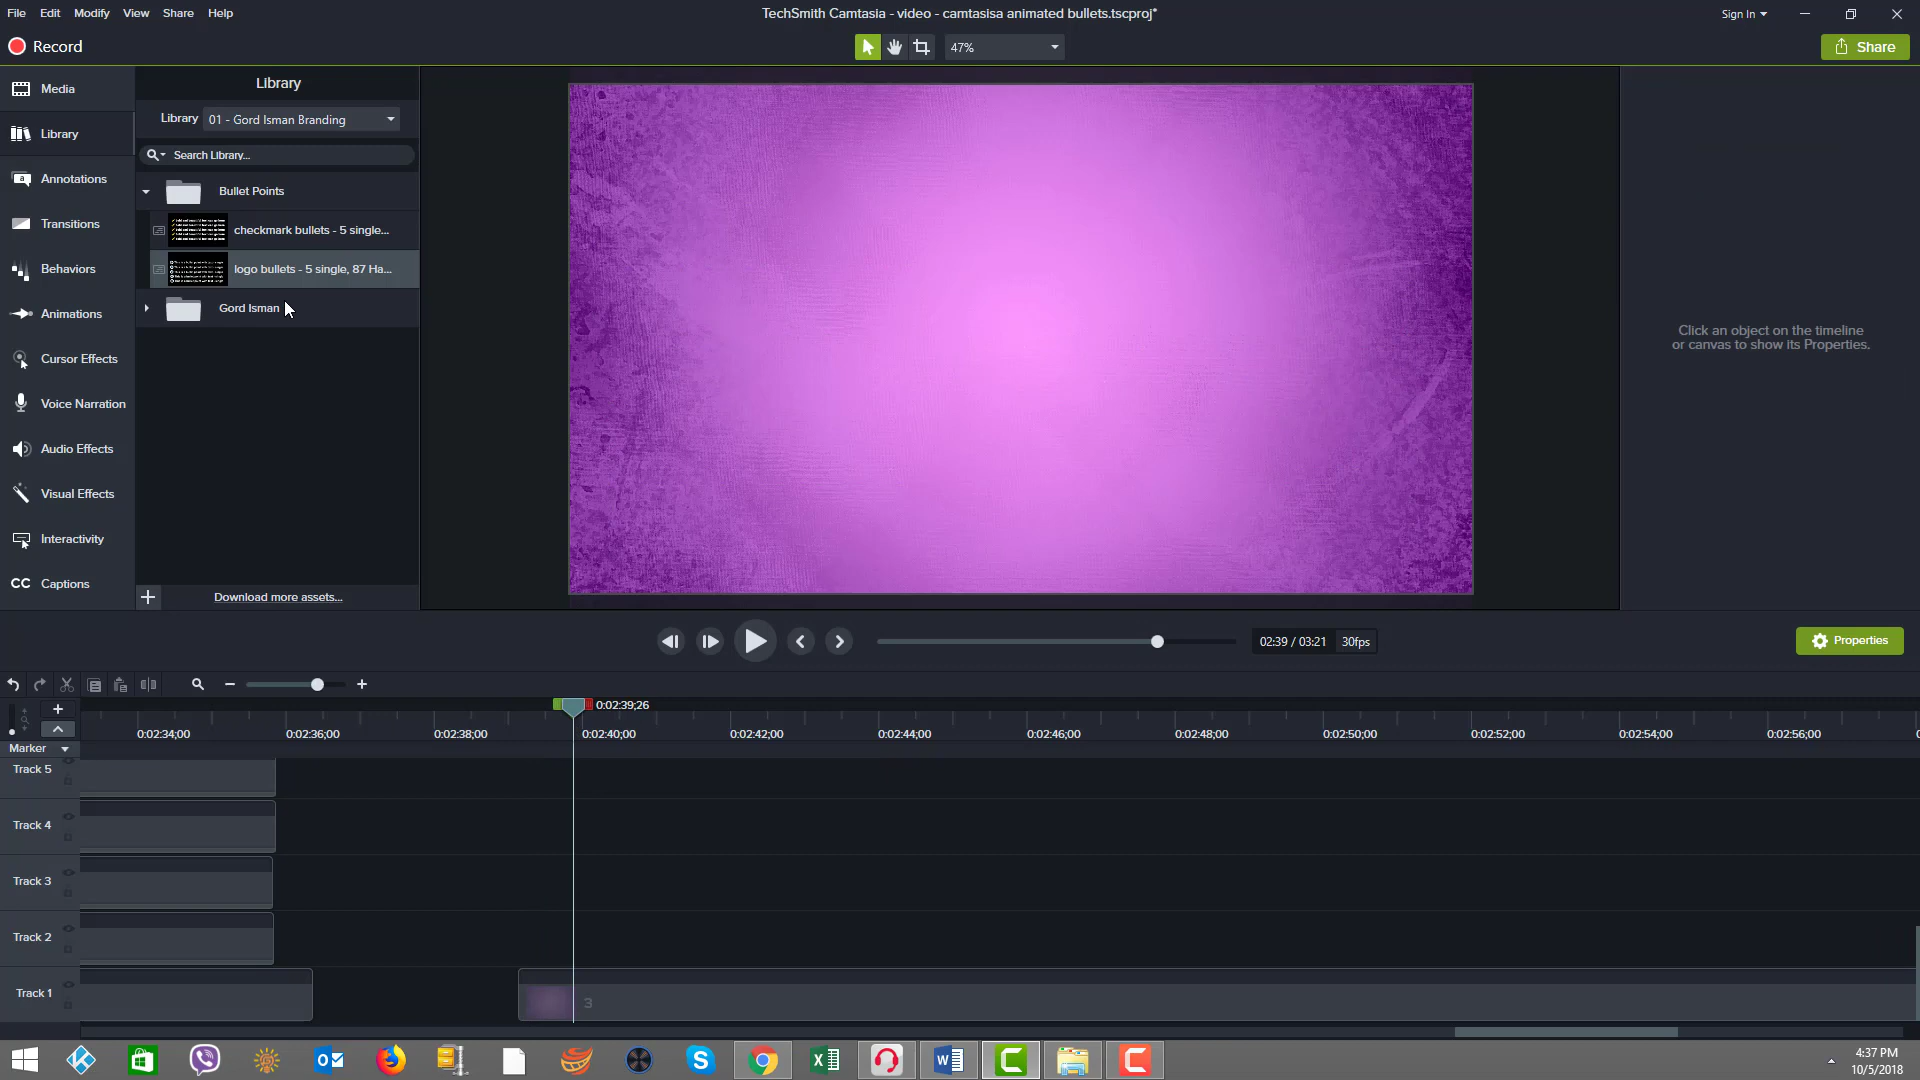 File Edit Modify View Share Help
TechSmith Camtasia - video - camtasisa animated bullets.tscproj*
Sign In
Record
47%
Share
Media
Library
Annotations
Transitions
Behaviors
Animations
Cursor Effects
Voice Narration
Audio Effects
Visual Effects
Interactivity
CC Captions
Library
Library 01 - Gord Isman Branding
Search Library...
Bullet Points
checkmark bullets - 5 single...
logo bullets - 5 single, 87 Ha...
Gord Isman
Download more assets...
Click an object on the timeline
or canvas to show its Properties.
02:39 / 03:21 30fps
Properties
0:02:39;26
0:02:34;00 0:02:36;00 0:02:38;00 0:02:40;00 0:02:42;00 0:02:44;00 0:02:46;00 0:02:48;00 0:02:50;00 0:02:52;00 0:02:54;00 0:02:56;00
Marker
Track 5
Track 4
Track 3
Track 2
Track 1
3
4:37 PM
10/5/2018